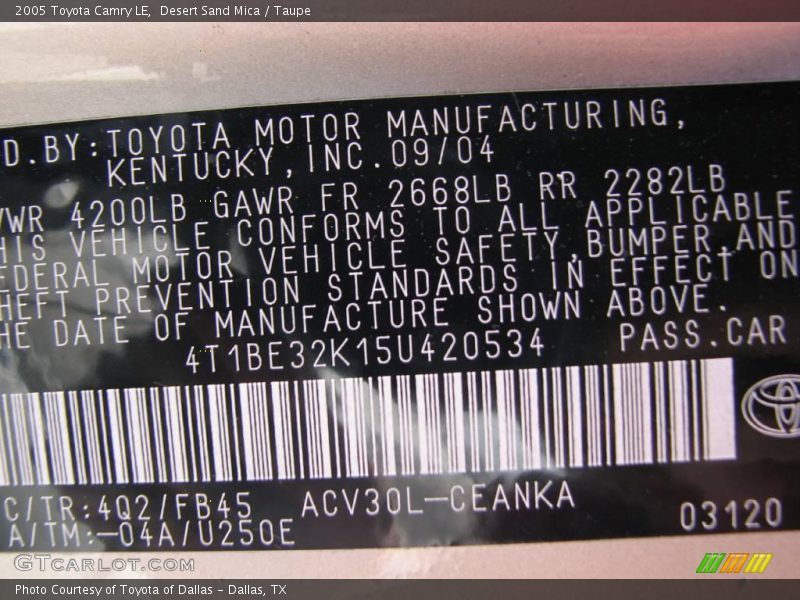 2005 Toyota Camry LE,  Desert Sand Mica / Taupe
D.BY:TOYOTA MOTOR MANUFACTURING,
KENTUCKY,INC.09/04
VWR 4200LB GAWR FR 2668LB RR 2282LB
HIS VEHICLE CONFORMS TO ALL APPLICABLE
EDERAL MOTOR VEHICLE SAFETY,BUMPER,AND
HEFT PREVENTION STANDARDS IN EFFECT ON
HE DATE OF MANUFACTURE SHOWN ABOVE.
4T1BE32K15U420534 PASS.CAR
C/TR:4Q2/FB45 ACV30L-CEANKA
A/TM:-04A/U250E 03120
GTcarlot.com
Photo Courtesy of Toyota of Dallas - Dallas, TX